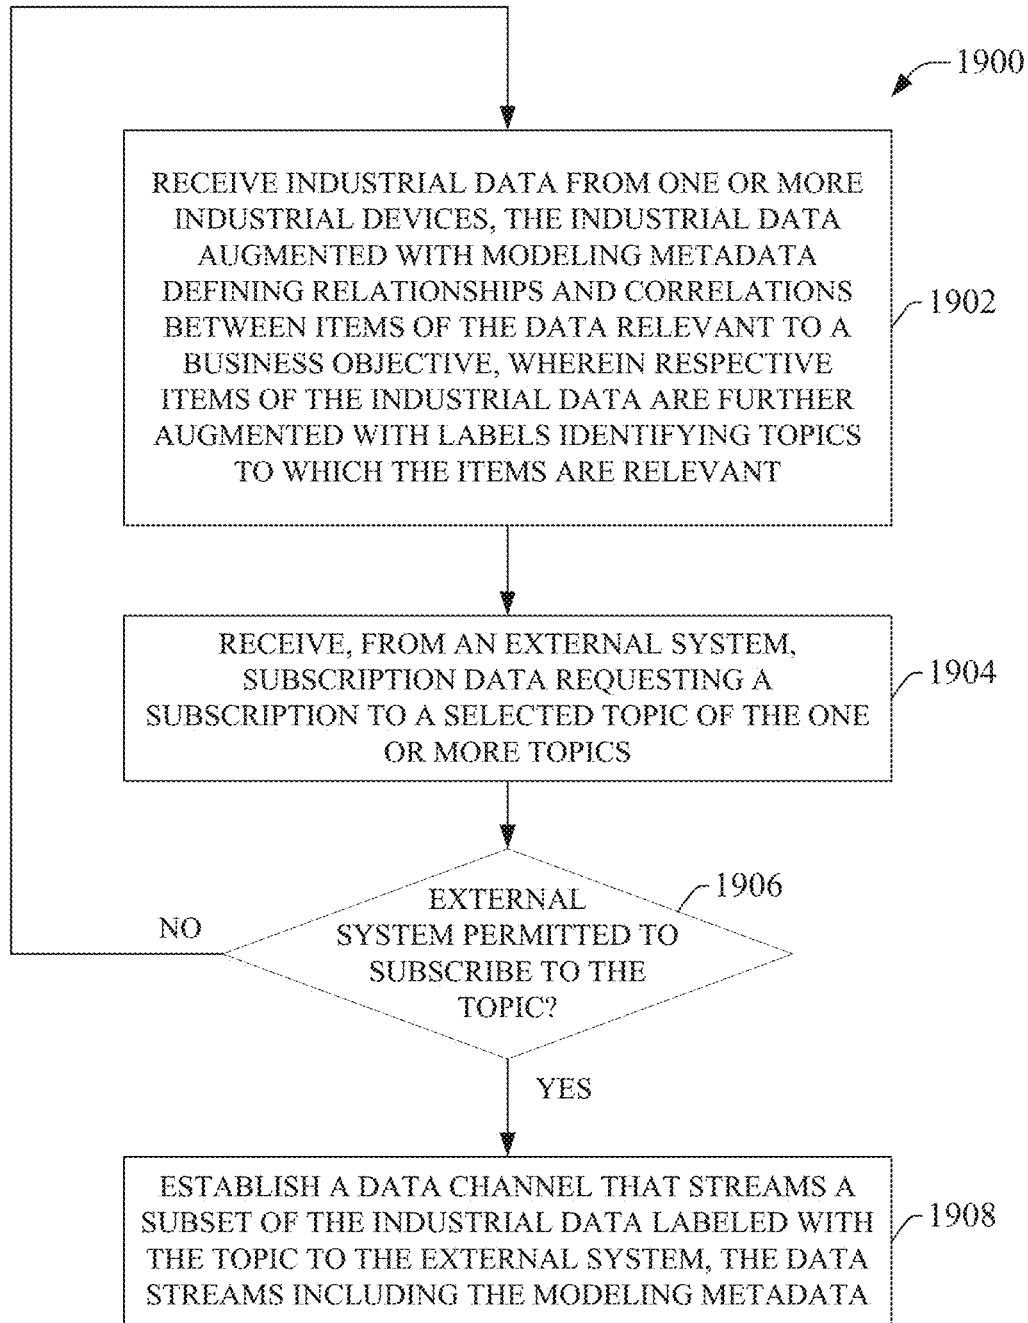 1900
RECEIVE INDUSTRIAL DATA FROM ONE OR MORE
INDUSTRIAL DEVICES, THE INDUSTRIAL DATA
AUGMENTED WITH MODELING METADATA
DEFINING RELATIONSHIPS AND CORRELATIONS
BETWEEN ITEMS OF THE DATA RELEVANT TO A
BUSINESS OBJECTIVE, WHEREIN RESPECTIVE
ITEMS OF THE INDUSTRIAL DATA ARE FURTHER
AUGMENTED WITH LABELS IDENTIFYING TOPICS
TO WHICH THE ITEMS ARE RELEVANT
1902
RECEIVE, FROM AN EXTERNAL SYSTEM,
SUBSCRIPTION DATA REQUESTING A
SUBSCRIPTION TO A SELECTED TOPIC OF THE ONE
OR MORE TOPICS
1904
EXTERNAL
SYSTEM PERMITTED TO
SUBSCRIBE TO THE
TOPIC?
1906
NO
YES
ESTABLISH A DATA CHANNEL THAT STREAMS A
SUBSET OF THE INDUSTRIAL DATA LABELED WITH
THE TOPIC TO THE EXTERNAL SYSTEM, THE DATA
STREAMS INCLUDING THE MODELING METADATA
1908